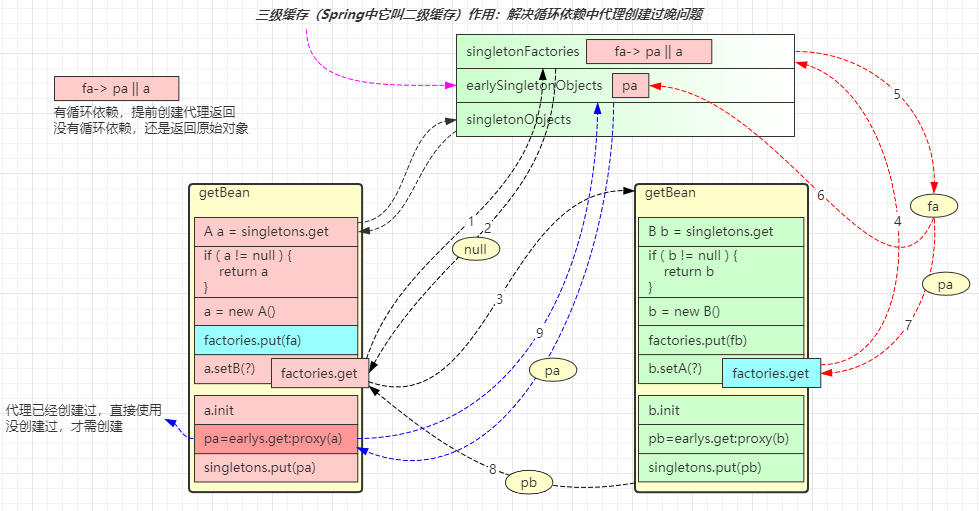 三级缓存（Spring中它叫二级缓存）作用：解决循环依赖中代理创建过晚问题
singletonFactories
fa-> pa || a
earlySingletonObjects
pa
singletonObjects
fa-> pa || a
有循环依赖，提前创建代理返回
没有循环依赖，还是返回原始对象
5
6
4
fa
pa
7
getBean
A a = singletons.get
if ( a != null ) {
return a
}
a = new A()
factories.put(fa)
a.setB(?)
factories.get
a.init
pa=earlys.get:proxy(a)
singletons.put(pa)
代理已经创建过，直接使用
没创建过，才需创建
1
2
null
3
9
pa
8
pb
getBean
B b = singletons.get
if ( b != null ) {
return b
}
b = new B()
factories.put(fb)
b.setA(?)
factories.get
b.init
pb=earlys.get:proxy(b)
singletons.put(pb)